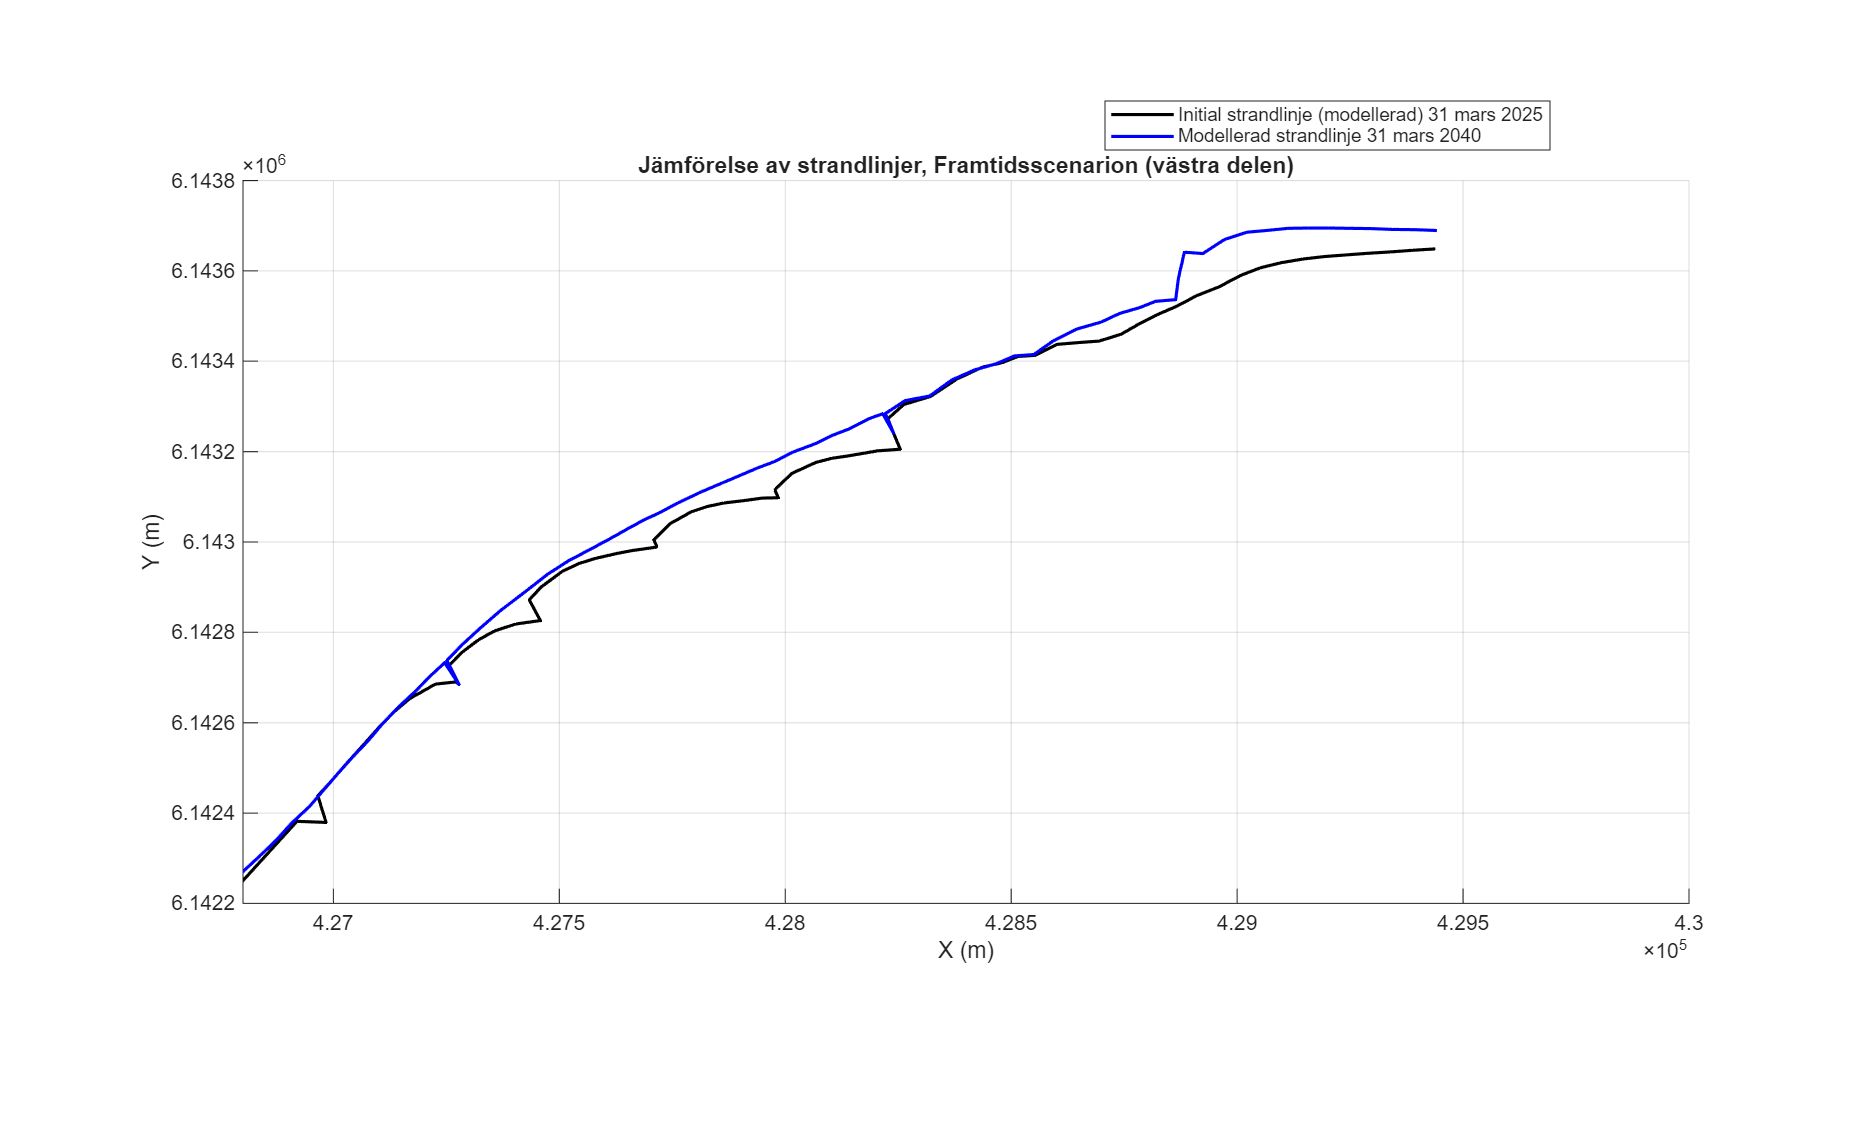 Initial strandlinje (modellerad) 31 mars 2025
Modellerad strandlinje 31 mars 2040
×10⁶
Jämförelse av strandlinjer, Framtidsscenarion (västra delen)
6.1438
6.1436
6.1434
6.1432
6.143
6.1428
6.1426
6.1424
6.1422
Y (m)
4.27 4.275 4.28 4.285 4.29 4.295 4.3
X (m)
×10⁵